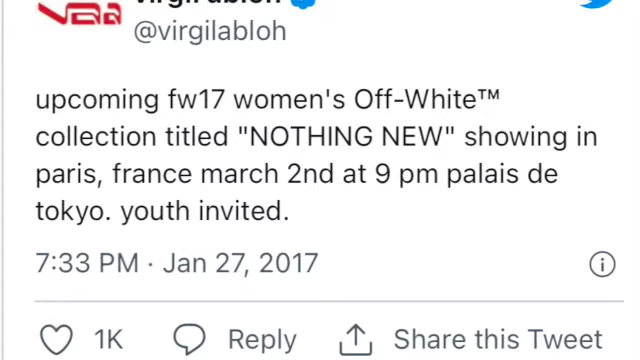 @virgilabloh
upcoming fw17 women's Off-White™
collection titled "NOTHING NEW" showing in
paris, france march 2nd at 9 pm palais de
tokyo. youth invited.
7:33 PM · Jan 27, 2017
1K Reply Share this Tweet